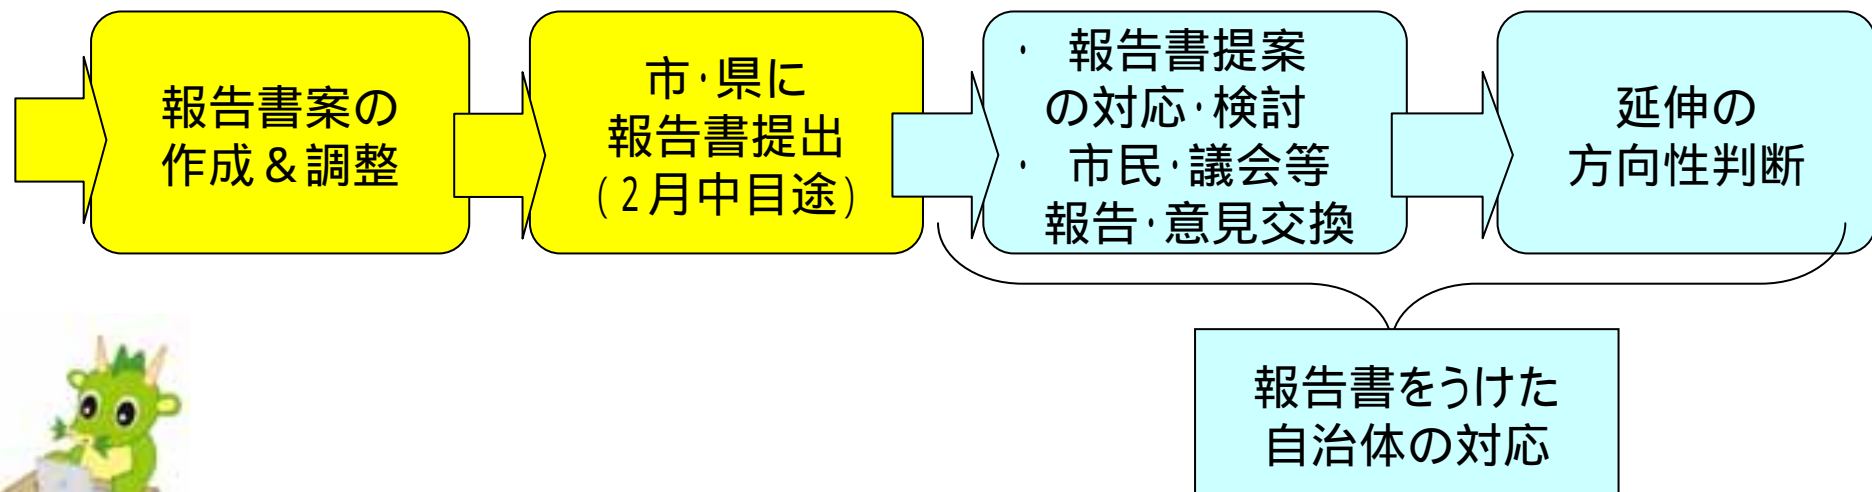 報告書案の
作成＆調整
市・県に
報告書提出
(2月中目途)
・ 報告書提案
の対応・検討
・ 市民・議会等
報告・意見交換
延伸の
方向性判断
報告書をうけた
自治体の対応